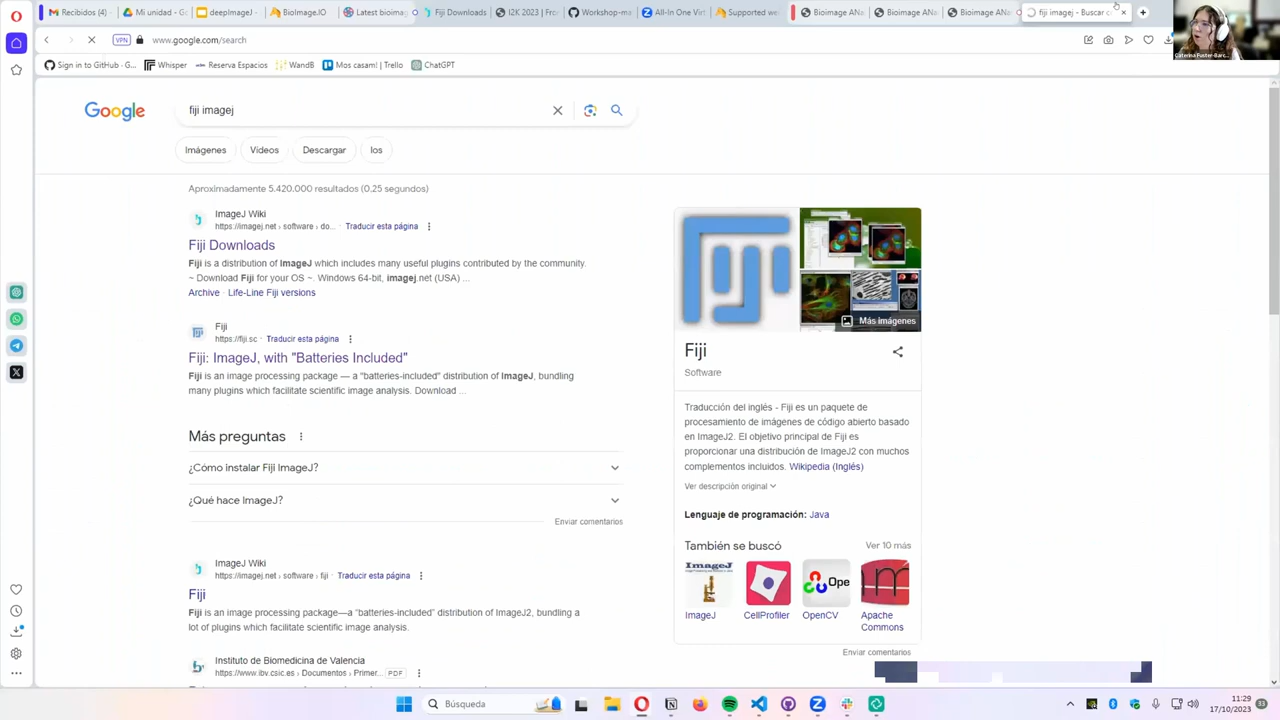 Recibidos (4)
Mi unidad - G
deepImageJ -
BioImage.IO
Latest bioimag
Fiji Downloads
I2K 2023 | Fro
Workshop-ma
All-In-One Virt
Supported we
Bioimage ANa
Bioimage ANa
Bioimage ANa
fiji imagej - Buscar c
VPN
www.google.com/search
Sign in to GitHub · G...
Whisper
Reserva Espacios
WandB
Mos casam! | Trello
ChatGPT
Google
fiji imagej
Imágenes
Vídeos
Descargar
Ios
Aproximadamente 5.420.000 resultados (0,25 segundos)
ImageJ Wiki
https://imagej.net › software › do... · Traducir esta página
Fiji Downloads
Fiji is a distribution of ImageJ which includes many useful plugins contributed by the community.
~ Download Fiji for your OS ~. Windows 64-bit, imagej.net (USA) ...
Archive · Life-Line Fiji versions
Fiji
https://fiji.sc · Traducir esta página
Fiji: ImageJ, with "Batteries Included"
Fiji is an image processing package — a "batteries-included" distribution of ImageJ, bundling
many plugins which facilitate scientific image analysis. Download ...
Más preguntas
¿Cómo instalar Fiji ImageJ?
¿Qué hace ImageJ?
Enviar comentarios
ImageJ Wiki
https://imagej.net › software › fiji · Traducir esta página
Fiji
Fiji is an image processing package—a "batteries-included" distribution of ImageJ2, bundling a
lot of plugins which facilitate scientific image analysis.
Instituto de Biomedicina de Valencia
https://www.ibv.csic.es › Documentos › Primer... PDF
Más imágenes
Fiji
Software
Traducción del inglés - Fiji es un paquete de
procesamiento de imágenes de código abierto basado
en ImageJ2. El objetivo principal de Fiji es
proporcionar una distribución de ImageJ2 con muchos
complementos incluidos. Wikipedia (Inglés)
Ver descripción original
Lenguaje de programación: Java
También se buscó
Ver 10 más
ImageJ
CellProfiler
OpenCV
Apache
Commons
Enviar comentarios
Búsqueda
11:29
17/10/2023
33